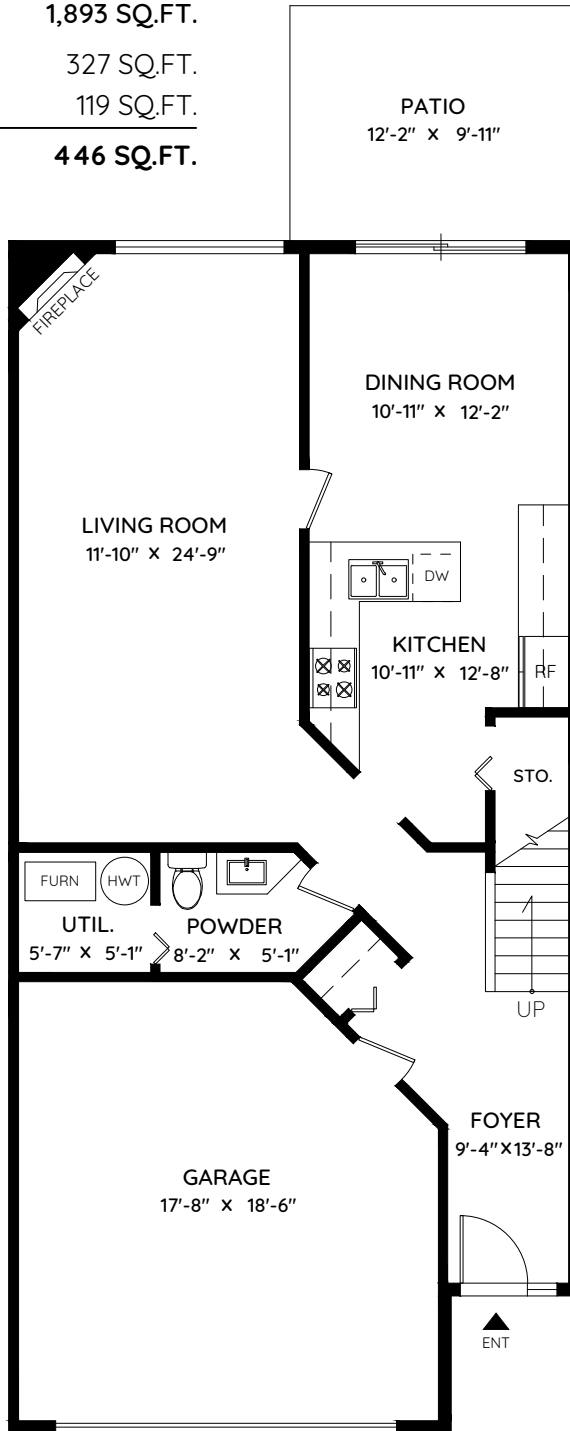 1,893 SQ.FT.
327 SQ.FT.
119 SQ.FT.
446 SQ.FT.
PATIO
12'-2" X 9'-11"
FIREPLACE
DINING ROOM
10'-11" X 12'-2"
LIVING ROOM
11'-10" X 24'-9"
DW
KITCHEN
10'-11" X 12'-8"
RF
STO.
FURN
HWT
UTIL.
5'-7" X 5'-1"
POWDER
8'-2" X 5'-1"
UP
FOYER
9'-4"X13'-8"
GARAGE
17'-8" X 18'-6"
ENT